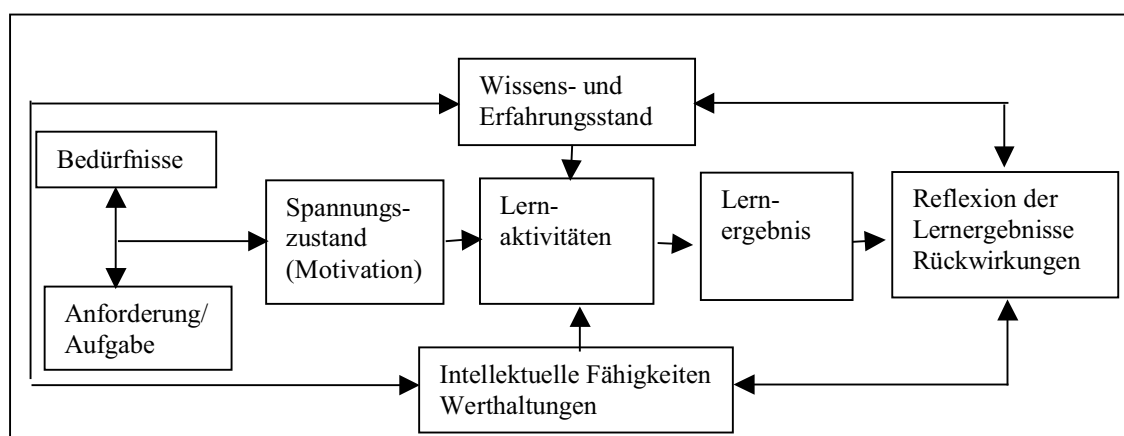 Wissens- und
Erfahrungsstand
Bedürfnisse
Spannungs-
zustand
(Motivation)
Lern-
aktivitäten
Lern-
ergebnis
Reflexion der
Lernergebnisse
Rückwirkungen
Anforderung/
Aufgabe
Intellektuelle Fähigkeiten
Werthaltungen